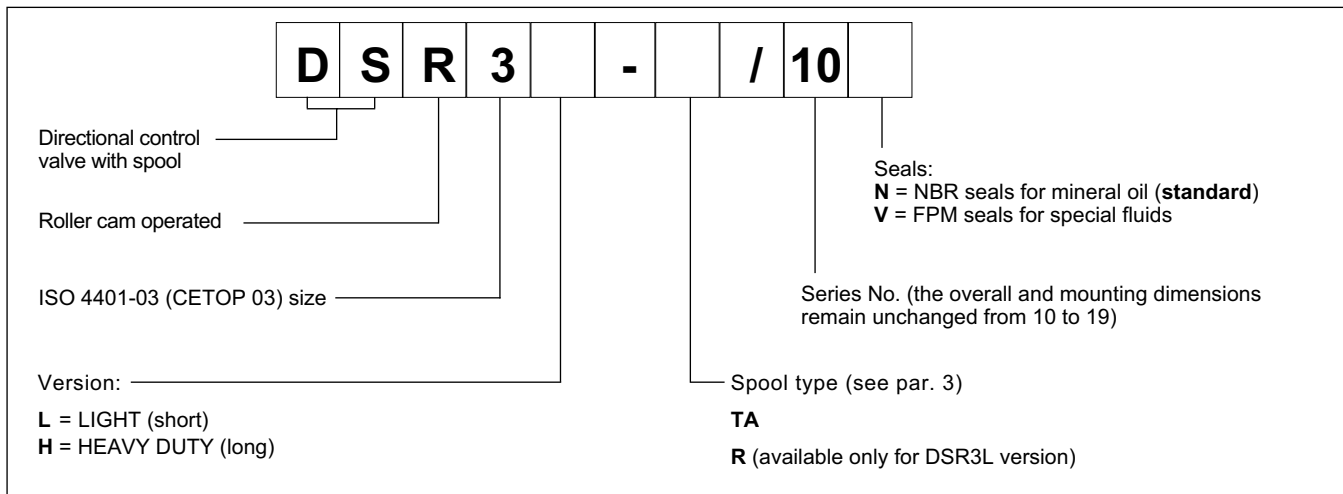 D S R 3 - / 10
Directional control
valve with spool
Roller cam operated
ISO 4401-03 (CETOP 03) size
Version:
L = LIGHT (short)
H = HEAVY DUTY (long)
Seals:
N = NBR seals for mineral oil (standard)
V = FPM seals for special fluids
Series No. (the overall and mounting dimensions
remain unchanged from 10 to 19)
Spool type (see par. 3)
TA
R (available only for DSR3L version)